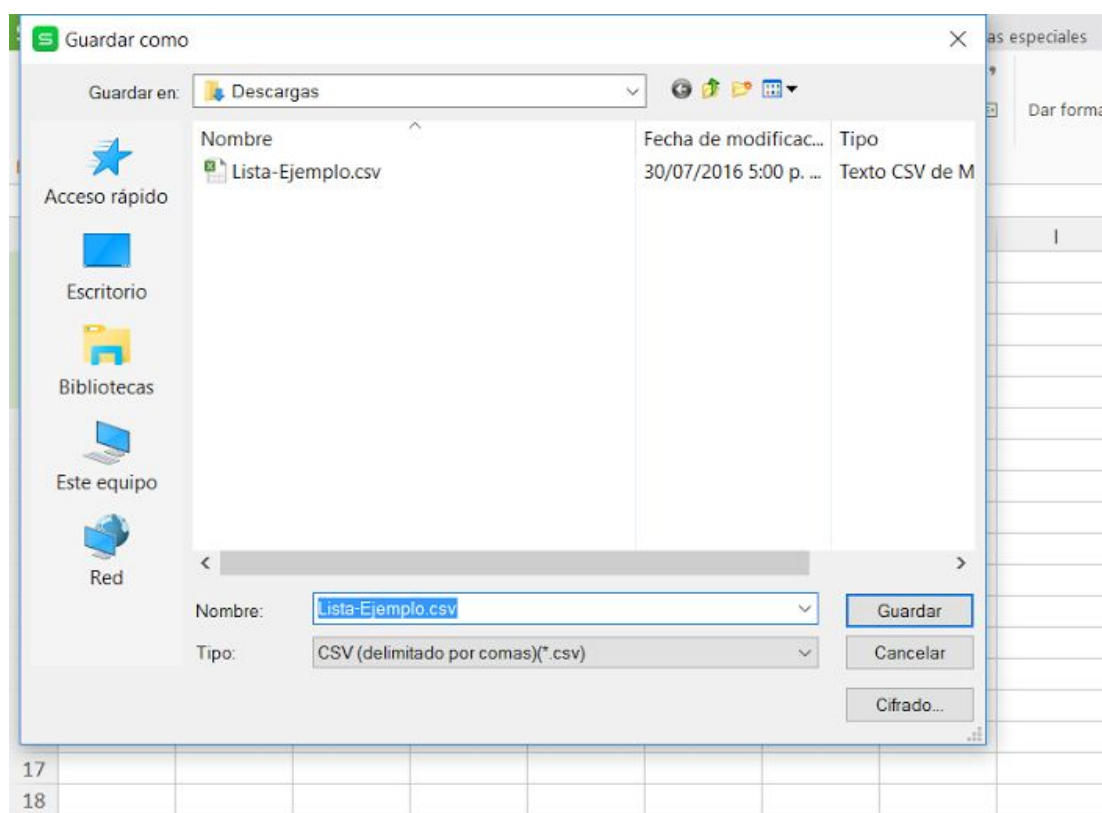 Guardar como
as especiales
Guardar en: Descargas
Dar forma
Nombre Fecha de modificac... Tipo
Lista-Ejemplo.csv 30/07/2016 5:00 p. ... Texto CSV de M
Acceso rápido
I
Escritorio
Bibliotecas
Este equipo
Red
Nombre: Lista-Ejemplo.csv Guardar
Tipo: CSV (delimitado por comas)(*.csv) Cancelar
Cifrado...
17
18